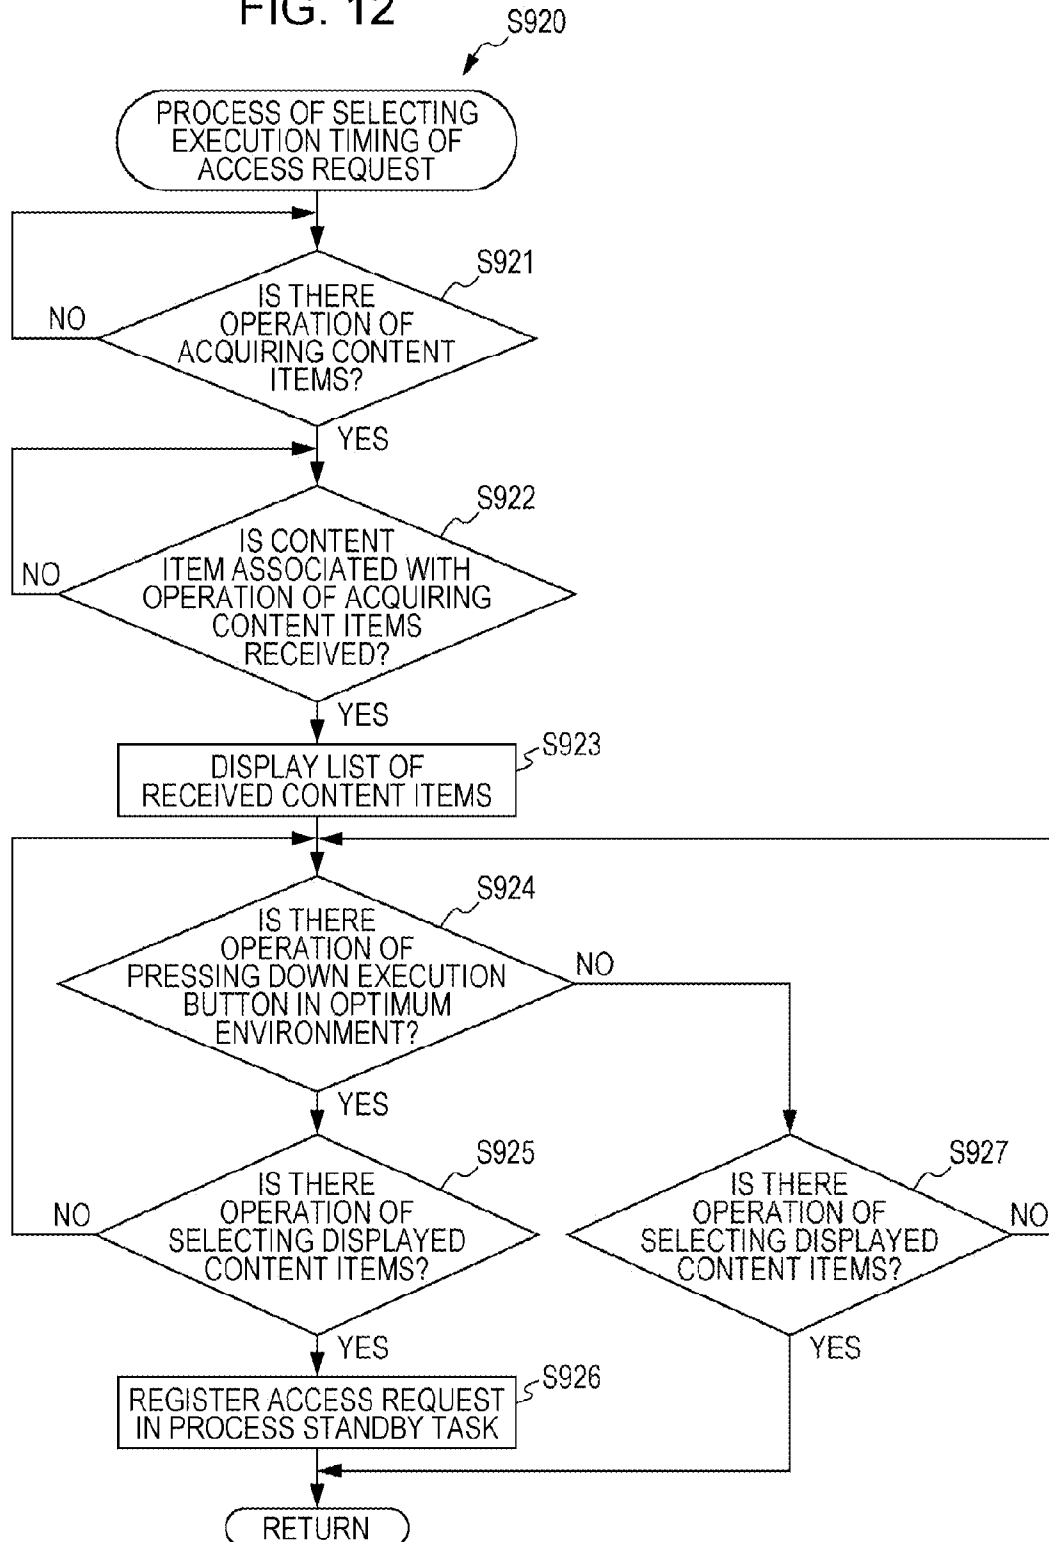 FIG. 12
S920
PROCESS OF SELECTING
EXECUTION TIMING OF
ACCESS REQUEST
S921
IS THERE
OPERATION OF
ACQUIRING CONTENT
ITEMS?
NO
YES
S922
IS CONTENT
ITEM ASSOCIATED WITH
OPERATION OF ACQUIRING
CONTENT ITEMS
RECEIVED?
NO
YES
S923
DISPLAY LIST OF
RECEIVED CONTENT ITEMS
S924
IS THERE
OPERATION OF
PRESSING DOWN EXECUTION
BUTTON IN OPTIMUM
ENVIRONMENT?
NO
YES
S925
IS THERE
OPERATION OF
SELECTING DISPLAYED
CONTENT ITEMS?
NO
YES
S927
IS THERE
OPERATION OF
SELECTING DISPLAYED
CONTENT ITEMS?
NO
YES
S926
REGISTER ACCESS REQUEST
IN PROCESS STANDBY TASK
RETURN